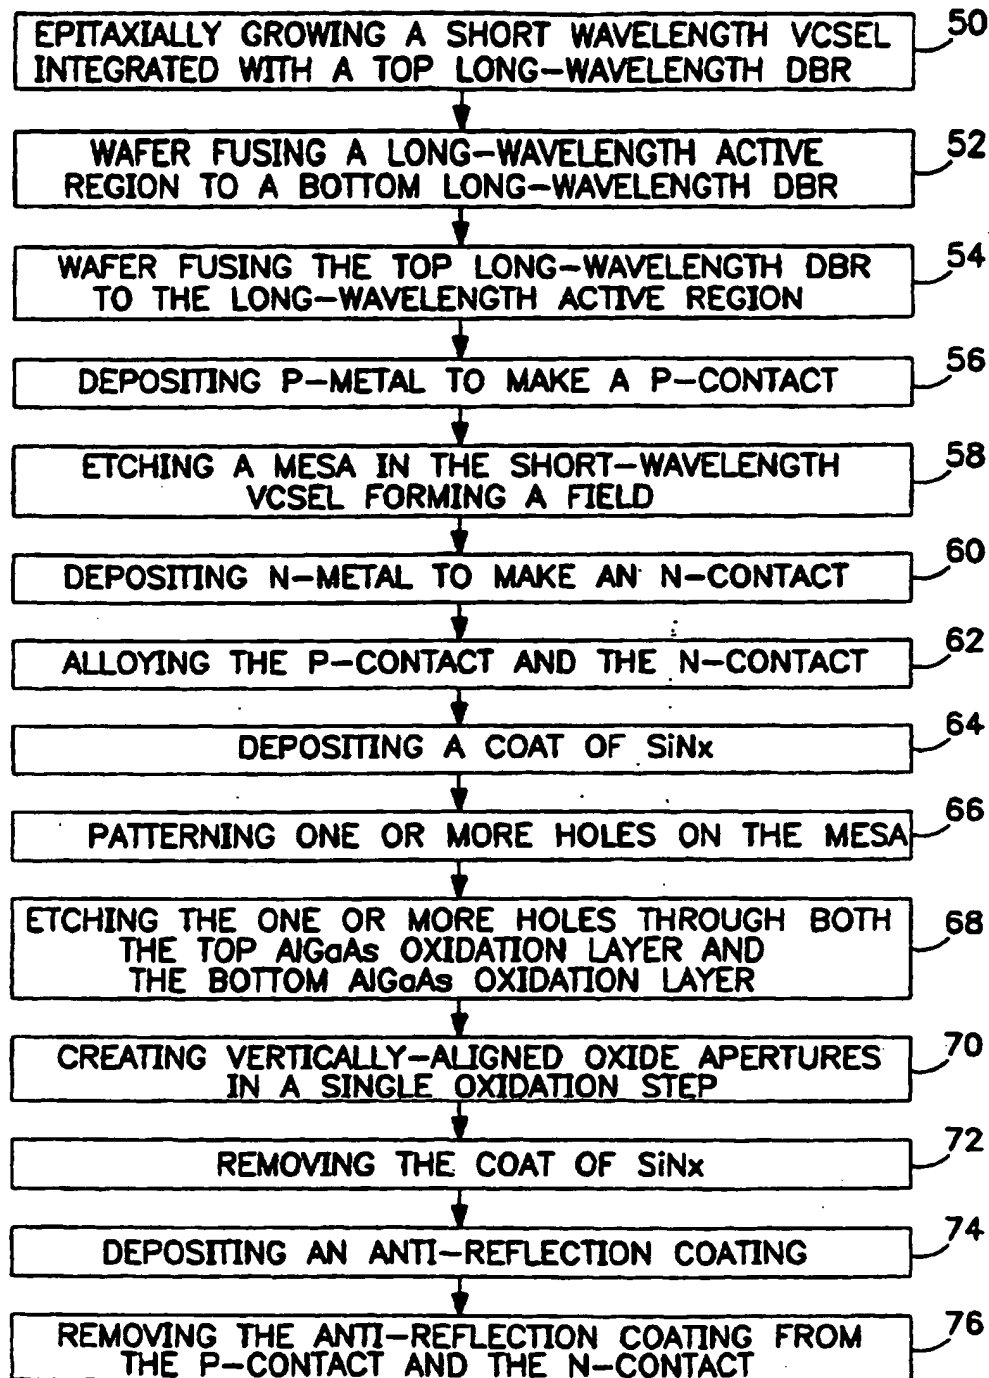 EPITAXIALLY GROWING A SHORT WAVELENGTH VCSEL
INTEGRATED WITH A TOP LONG-WAVELENGTH DBR
50
WAFER FUSING A LONG-WAVELENGTH ACTIVE
REGION TO A BOTTOM LONG-WAVELENGTH DBR
52
WAFER FUSING THE TOP LONG-WAVELENGTH DBR
TO THE LONG-WAVELENGTH ACTIVE REGION
54
DEPOSITING P-METAL TO MAKE A P-CONTACT
56
ETCHING A MESA IN THE SHORT-WAVELENGTH
VCSEL FORMING A FIELD
58
DEPOSITING N-METAL TO MAKE AN N-CONTACT
60
ALLOYING THE P-CONTACT AND THE N-CONTACT
62
DEPOSITING A COAT OF SiNx
64
PATTERNING ONE OR MORE HOLES ON THE MESA
66
ETCHING THE ONE OR MORE HOLES THROUGH BOTH
THE TOP AlGaAs OXIDATION LAYER AND
THE BOTTOM AlGaAs OXIDATION LAYER
68
CREATING VERTICALLY-ALIGNED OXIDE APERTURES
IN A SINGLE OXIDATION STEP
70
REMOVING THE COAT OF SiNx
72
DEPOSITING AN ANTI-REFLECTION COATING
74
REMOVING THE ANTI-REFLECTION COATING FROM
THE P-CONTACT AND THE N-CONTACT
76